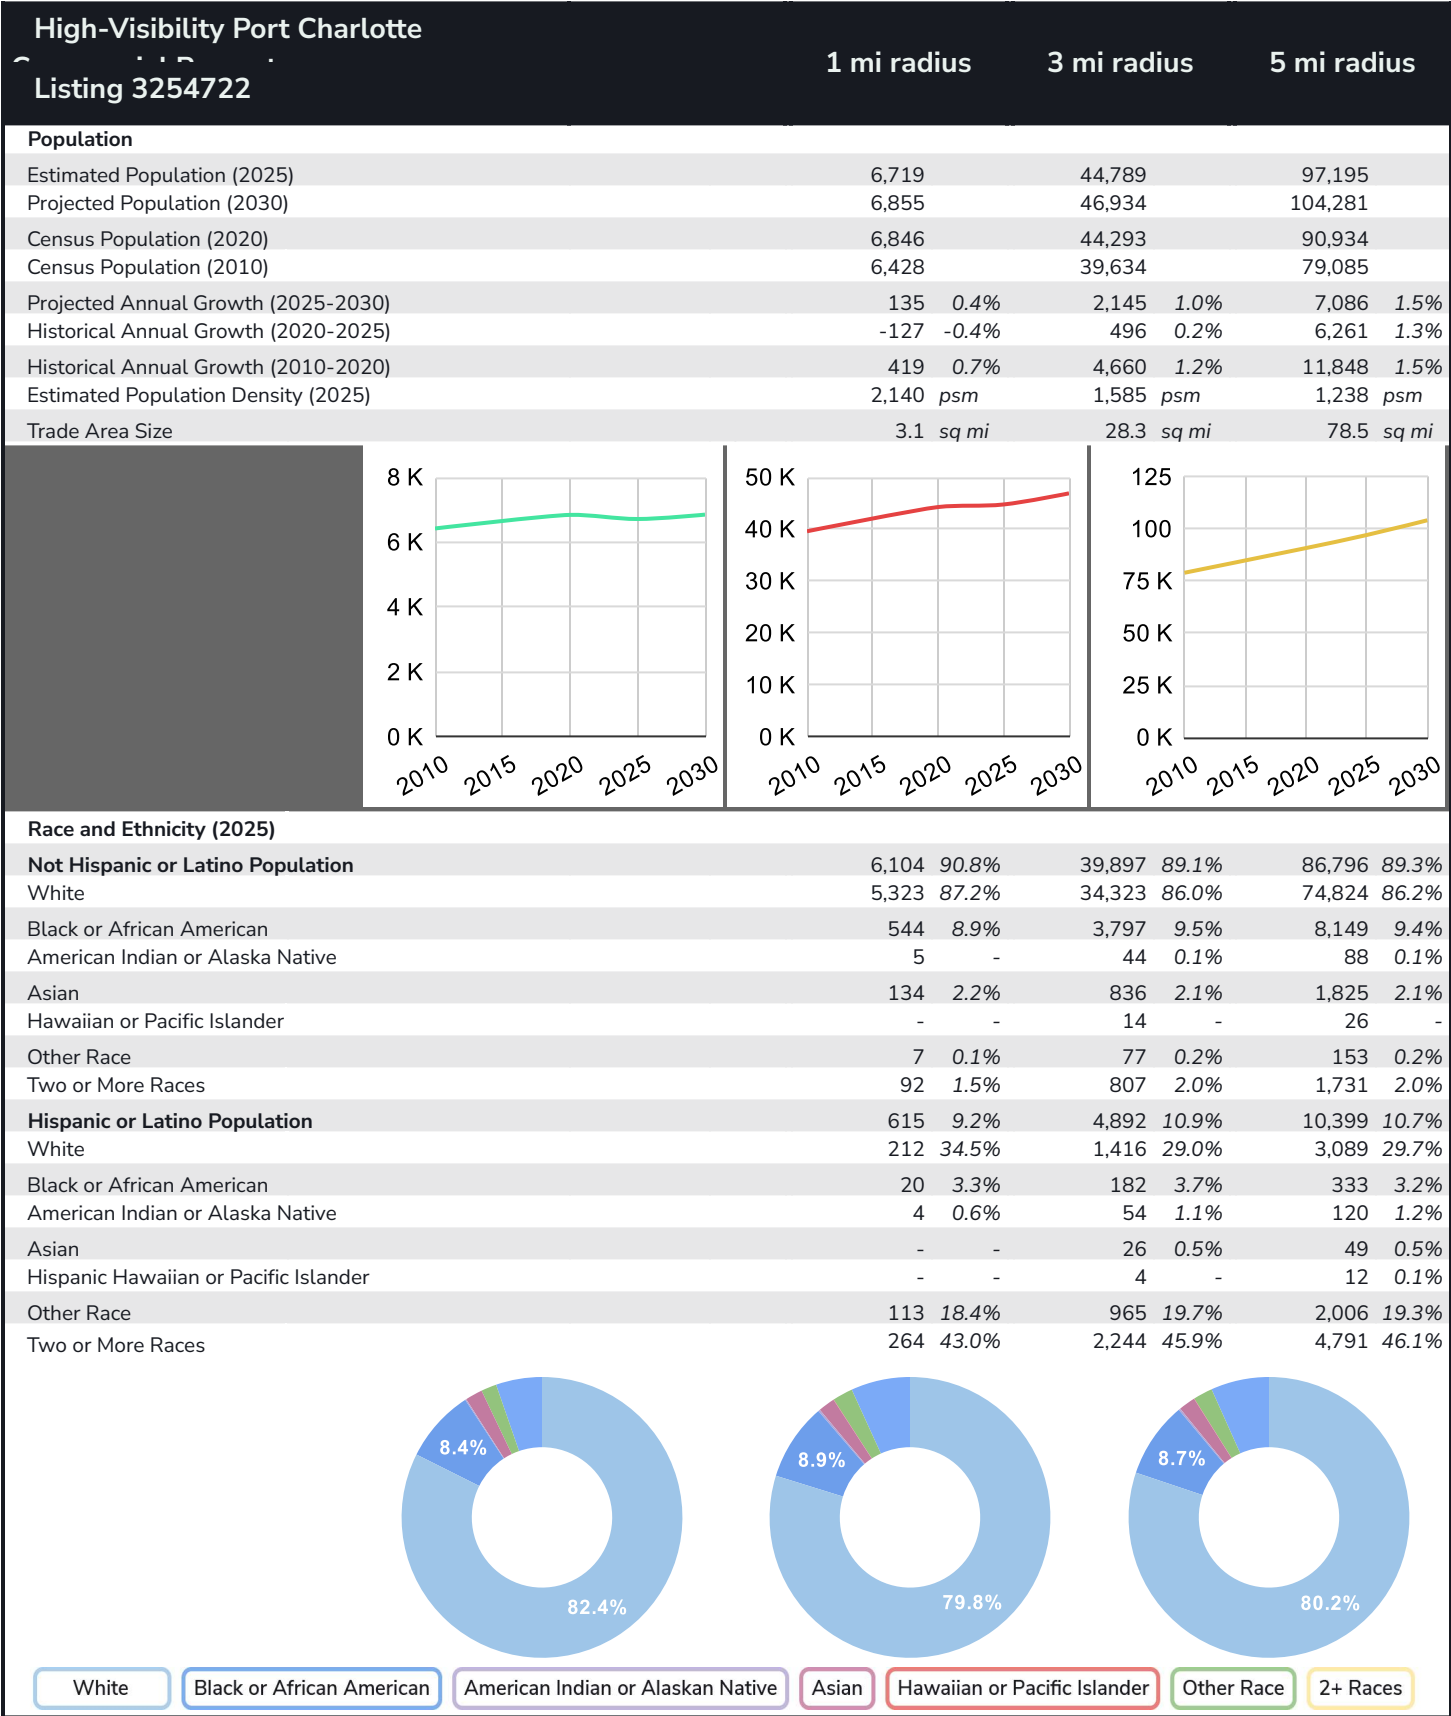 High-Visibility Port Charlotte
Listing 3254722
1 mi radius 3 mi radius 5 mi radius
Population
Estimated Population (2025) 6,719 44,789 97,195
Projected Population (2030) 6,855 46,934 104,281
Census Population (2020) 6,846 44,293 90,934
Census Population (2010) 6,428 39,634 79,085
Projected Annual Growth (2025-2030) 135 0.4% 2,145 1.0% 7,086 1.5%
Historical Annual Growth (2020-2025) -127 -0.4% 496 0.2% 6,261 1.3%
Historical Annual Growth (2010-2020) 419 0.7% 4,660 1.2% 11,848 1.5%
Estimated Population Density (2025) 2,140 psm 1,585 psm 1,238 psm
Trade Area Size 3.1 sq mi 28.3 sq mi 78.5 sq mi
8 K
6 K
4 K
2 K
0 K
2010 2015 2020 2025 2030
50 K
40 K
30 K
20 K
10 K
0 K
2010 2015 2020 2025 2030
125
100
75 K
50 K
25 K
0 K
2010 2015 2020 2025 2030
Race and Ethnicity (2025)
Not Hispanic or Latino Population 6,104 90.8% 39,897 89.1% 86,796 89.3%
White 5,323 87.2% 34,323 86.0% 74,824 86.2%
Black or African American 544 8.9% 3,797 9.5% 8,149 9.4%
American Indian or Alaska Native 5 - 44 0.1% 88 0.1%
Asian 134 2.2% 836 2.1% 1,825 2.1%
Hawaiian or Pacific Islander - - 14 - 26 -
Other Race 7 0.1% 77 0.2% 153 0.2%
Two or More Races 92 1.5% 807 2.0% 1,731 2.0%
Hispanic or Latino Population 615 9.2% 4,892 10.9% 10,399 10.7%
White 212 34.5% 1,416 29.0% 3,089 29.7%
Black or African American 20 3.3% 182 3.7% 333 3.2%
American Indian or Alaska Native 4 0.6% 54 1.1% 120 1.2%
Asian - - 26 0.5% 49 0.5%
Hispanic Hawaiian or Pacific Islander - - 4 - 12 0.1%
Other Race 113 18.4% 965 19.7% 2,006 19.3%
Two or More Races 264 43.0% 2,244 45.9% 4,791 46.1%
8.4%
82.4%
8.9%
79.8%
8.7%
80.2%
White Black or African American American Indian or Alaskan Native Asian Hawaiian or Pacific Islander Other Race 2+ Races